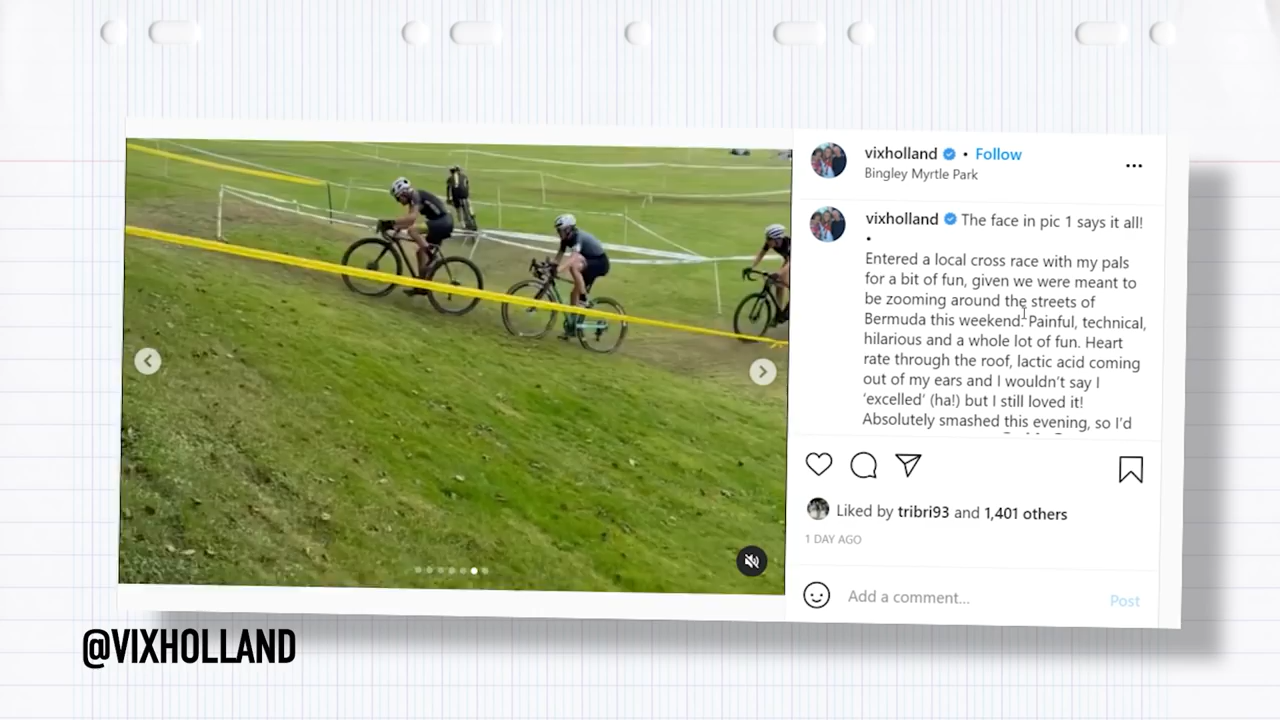 vixholland • Follow
Bingley Myrtle Park
vixholland The face in pic 1 says it all!
•
Entered a local cross race with my pals
for a bit of fun, given we were meant to
be zooming around the streets of
Bermuda this weekend. Painful, technical,
hilarious and a whole lot of fun. Heart
rate through the roof, lactic acid coming
out of my ears and I wouldn't say I
'excelled' (ha!) but I still loved it!
Absolutely smashed this evening, so I'd
Liked by tribri93 and 1,401 others
1 DAY AGO
Add a comment... Post
@VIXHOLLAND